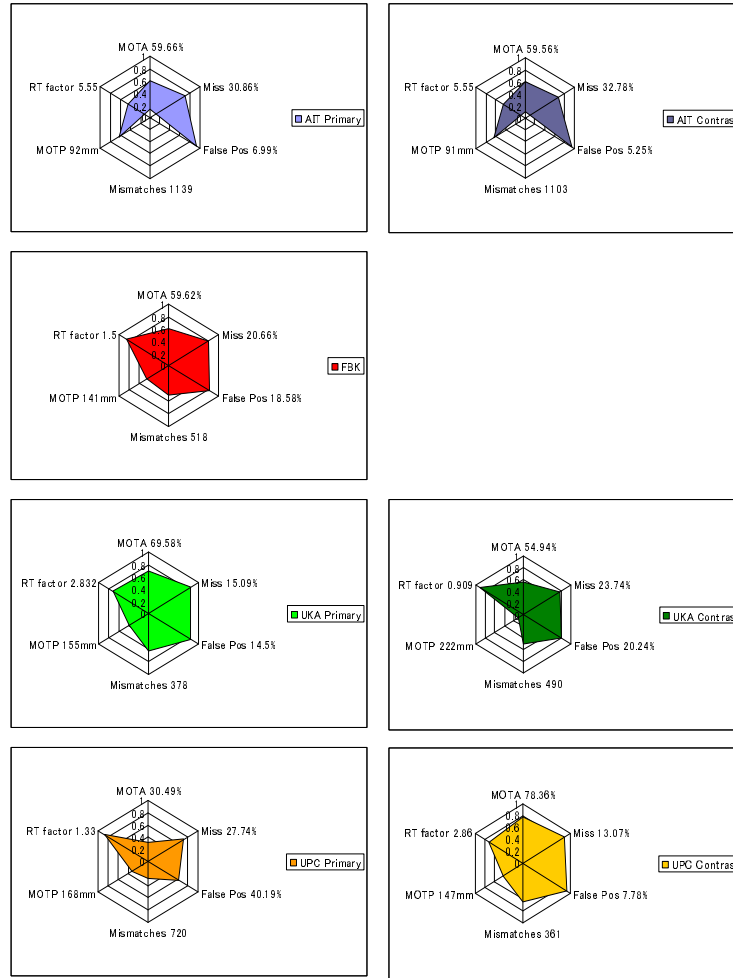 MOTA 59.66%
1
0.8
0.6
0.4
0.2
0
RT factor 5.55
Miss 30.86%
AIT Primary
MOTP 92mm
False Pos 6.99%
Mismatches 1139
MOTA 59.56%
1
0.8
0.6
0.4
0.2
0
RT factor 5.55
Miss 32.78%
AIT Contras
MOTP 91mm
False Pos 5.25%
Mismatches 1103
MOTA 59.62%
1
0.8
0.6
0.4
0.2
0
RT factor 1.5
Miss 20.66%
FBK
MOTP 141mm
False Pos 18.58%
Mismatches 518
MOTA 69.58%
1
0.8
0.6
0.4
0.2
0
RT factor 2.832
Miss 15.09%
UKA Primary
MOTP 155mm
False Pos 14.5%
Mismatches 378
MOTA 54.94%
1
0.8
0.6
0.4
0.2
0
RT factor 0.909
Miss 23.74%
UKA Contras
MOTP 222mm
False Pos 20.24%
Mismatches 490
MOTA 30.49%
1
0.8
0.6
0.4
0.2
0
RT factor 1.33
Miss 27.74%
UPC Primary
MOTP 168mm
False Pos 40.19%
Mismatches 720
MOTA 78.36%
1
0.8
0.6
0.4
0.2
0
RT factor 2.86
Miss 13.07%
UPC Contras
MOTP 147mm
False Pos 7.78%
Mismatches 361